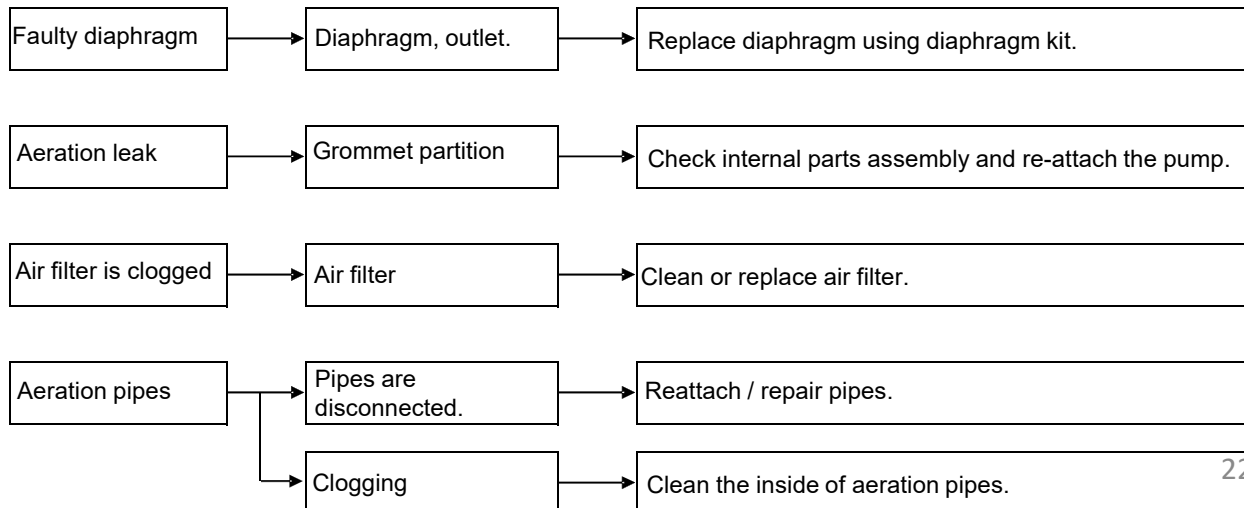 Faulty diaphragm
Diaphragm, outlet.
Replace diaphragm using diaphragm kit.
Aeration leak
Grommet partition
Check internal parts assembly and re-attach the pump.
Air filter is clogged
Air filter
Clean or replace air filter.
Aeration pipes
Pipes are
disconnected.
Reattach / repair pipes.
Clogging
Clean the inside of aeration pipes.
22